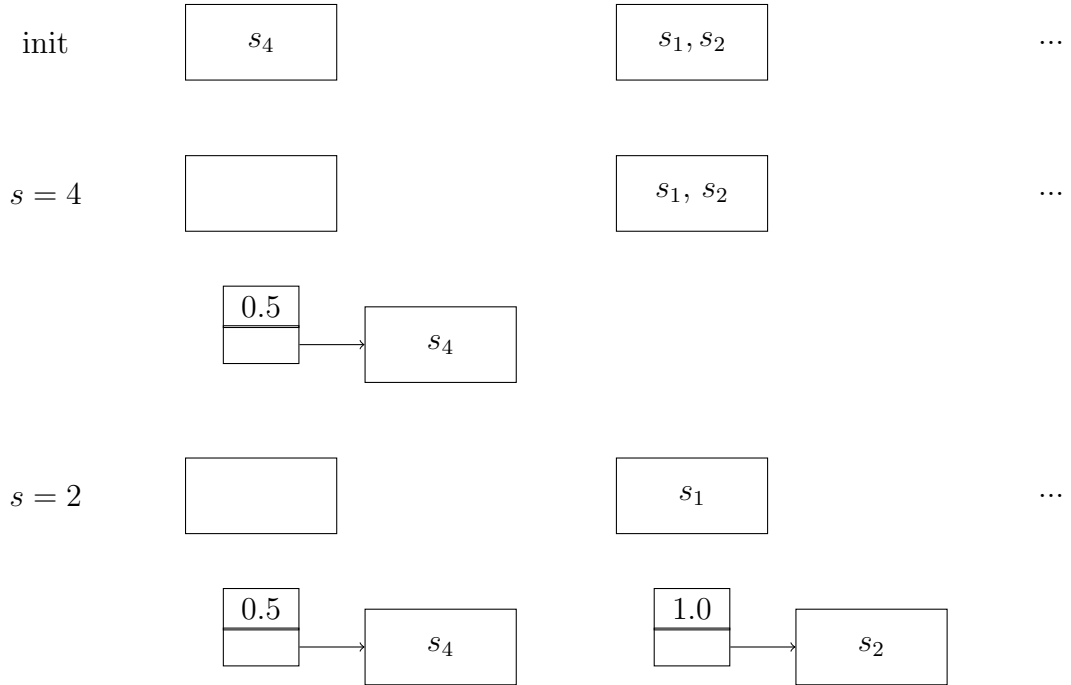 init $s_4$ $s_1, s_2$ ...
$s = 4$ $s_1$, $s_2$ ...
0.5
$s_4$
$s = 2$ $s_1$ ...
0.5 1.0
$s_4$ $s_2$